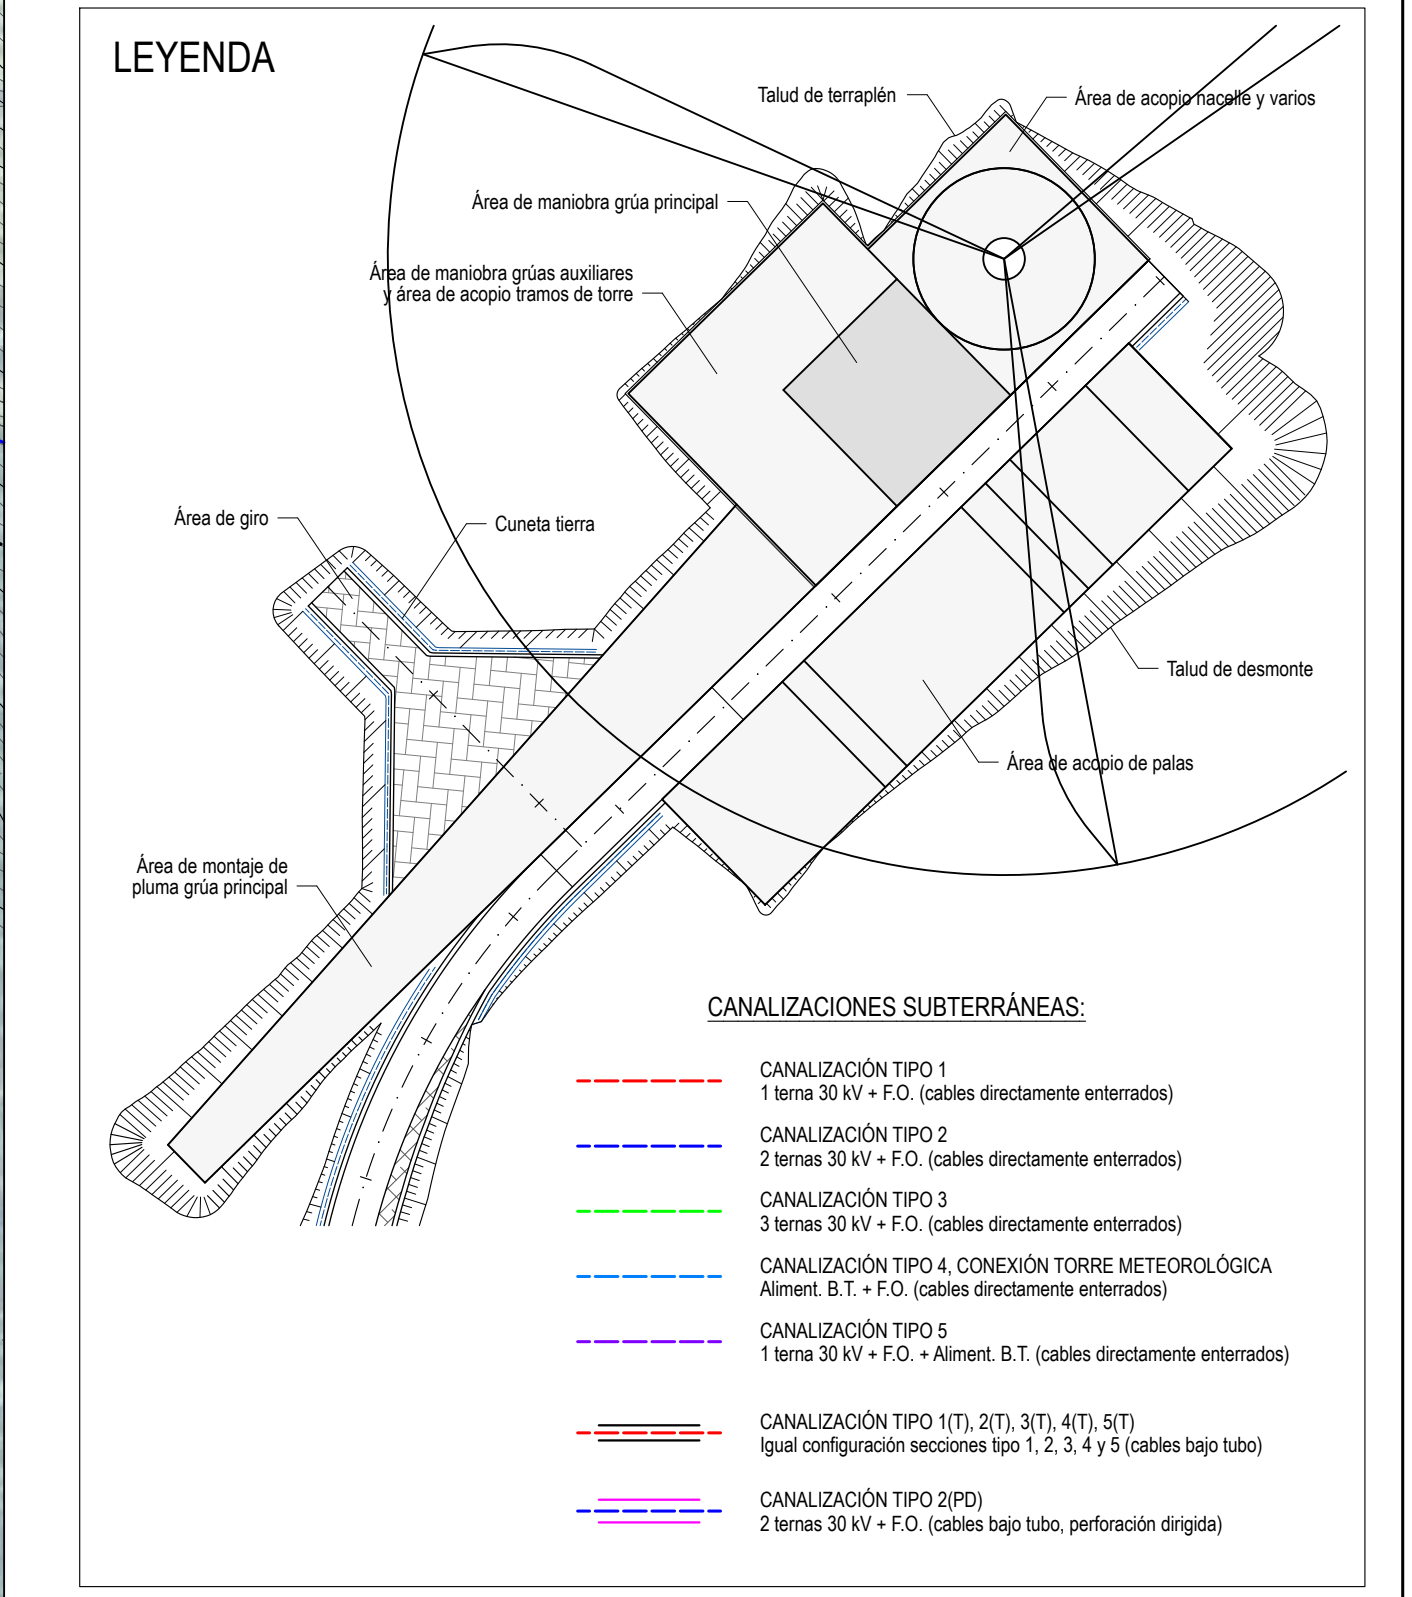 LEYENDA
Talud de terraplén
Área de acopio nacelle y varios
Área de maniobra grúa principal
Área de maniobra grúas auxiliares
y área de acopio tramos de torre
Área de giro
Cuneta tierra
Talud de desmonte
Área de acopio de palas
Área de montaje de
pluma grúa principal
CANALIZACIONES SUBTERRÁNEAS:
CANALIZACIÓN TIPO 1
1 terna 30 kV + F.O. (cables directamente enterrados)
CANALIZACIÓN TIPO 2
2 ternas 30 kV + F.O. (cables directamente enterrados)
CANALIZACIÓN TIPO 3
3 ternas 30 kV + F.O. (cables directamente enterrados)
CANALIZACIÓN TIPO 4, CONEXIÓN TORRE METEOROLÓGICA
Aliment. B.T. + F.O. (cables directamente enterrados)
CANALIZACIÓN TIPO 5
1 terna 30 kV + F.O. + Aliment. B.T. (cables directamente enterrados)
CANALIZACIÓN TIPO 1(T), 2(T), 3(T), 4(T), 5(T)
Igual configuración secciones tipo 1, 2, 3, 4 y 5 (cables bajo tubo)
CANALIZACIÓN TIPO 2(PD)
2 ternas 30 kV + F.O. (cables bajo tubo, perforación dirigida)